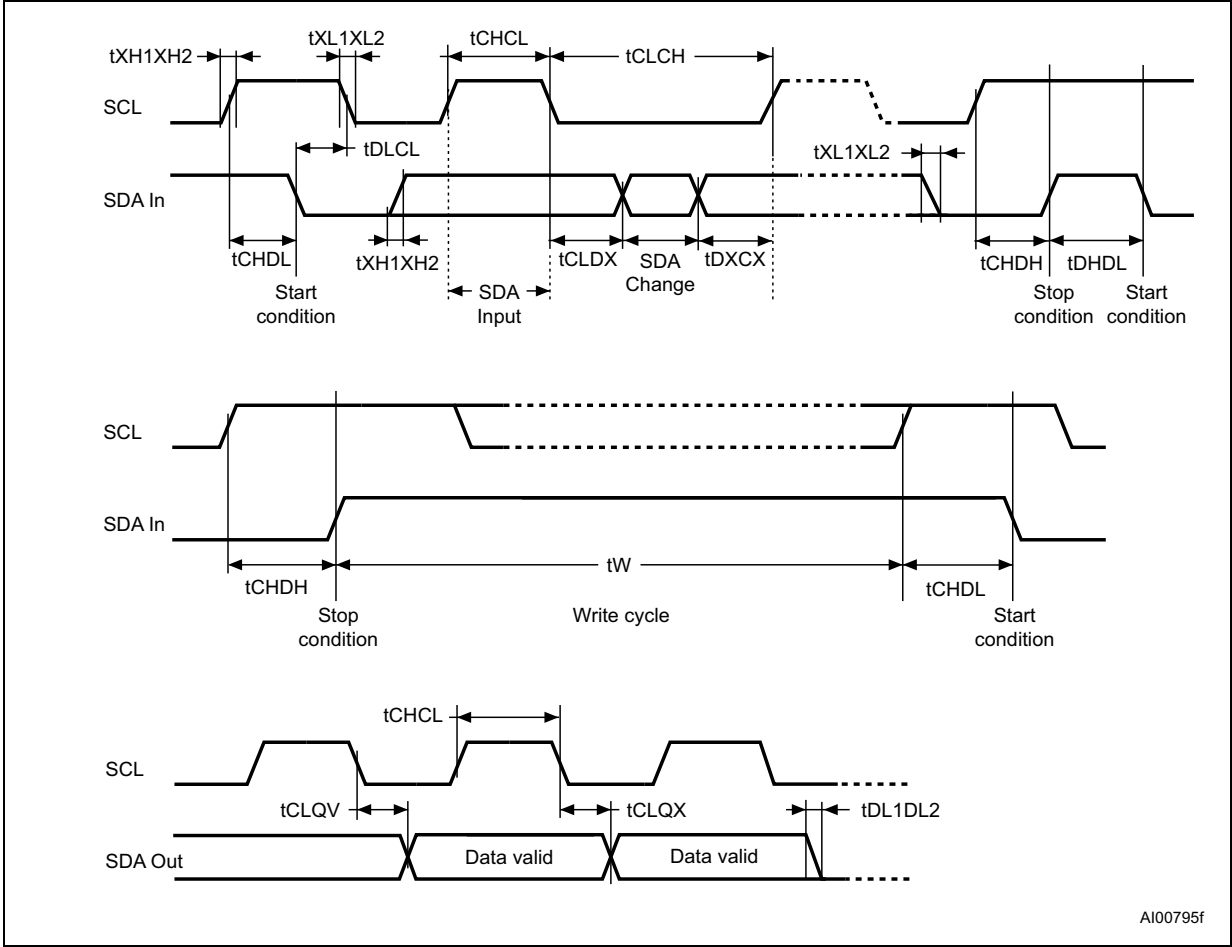 tXH1XH2
tXL1XL2
tCHCL
tCLCH
SCL
tDLCL
tXL1XL2
SDA In
tCHDL
tXH1XH2
tCLDX
SDA
Change
tDXCX
tCHDH
tDHDL
Start
condition
SDA
Input
Stop
condition
Start
condition
SCL
SDA In
tCHDH
tW
tCHDL
Stop
condition
Write cycle
Start
condition
tCHCL
SCL
tCLQV
tCLQX
tDL1DL2
SDA Out
Data valid
Data valid
AI00795f